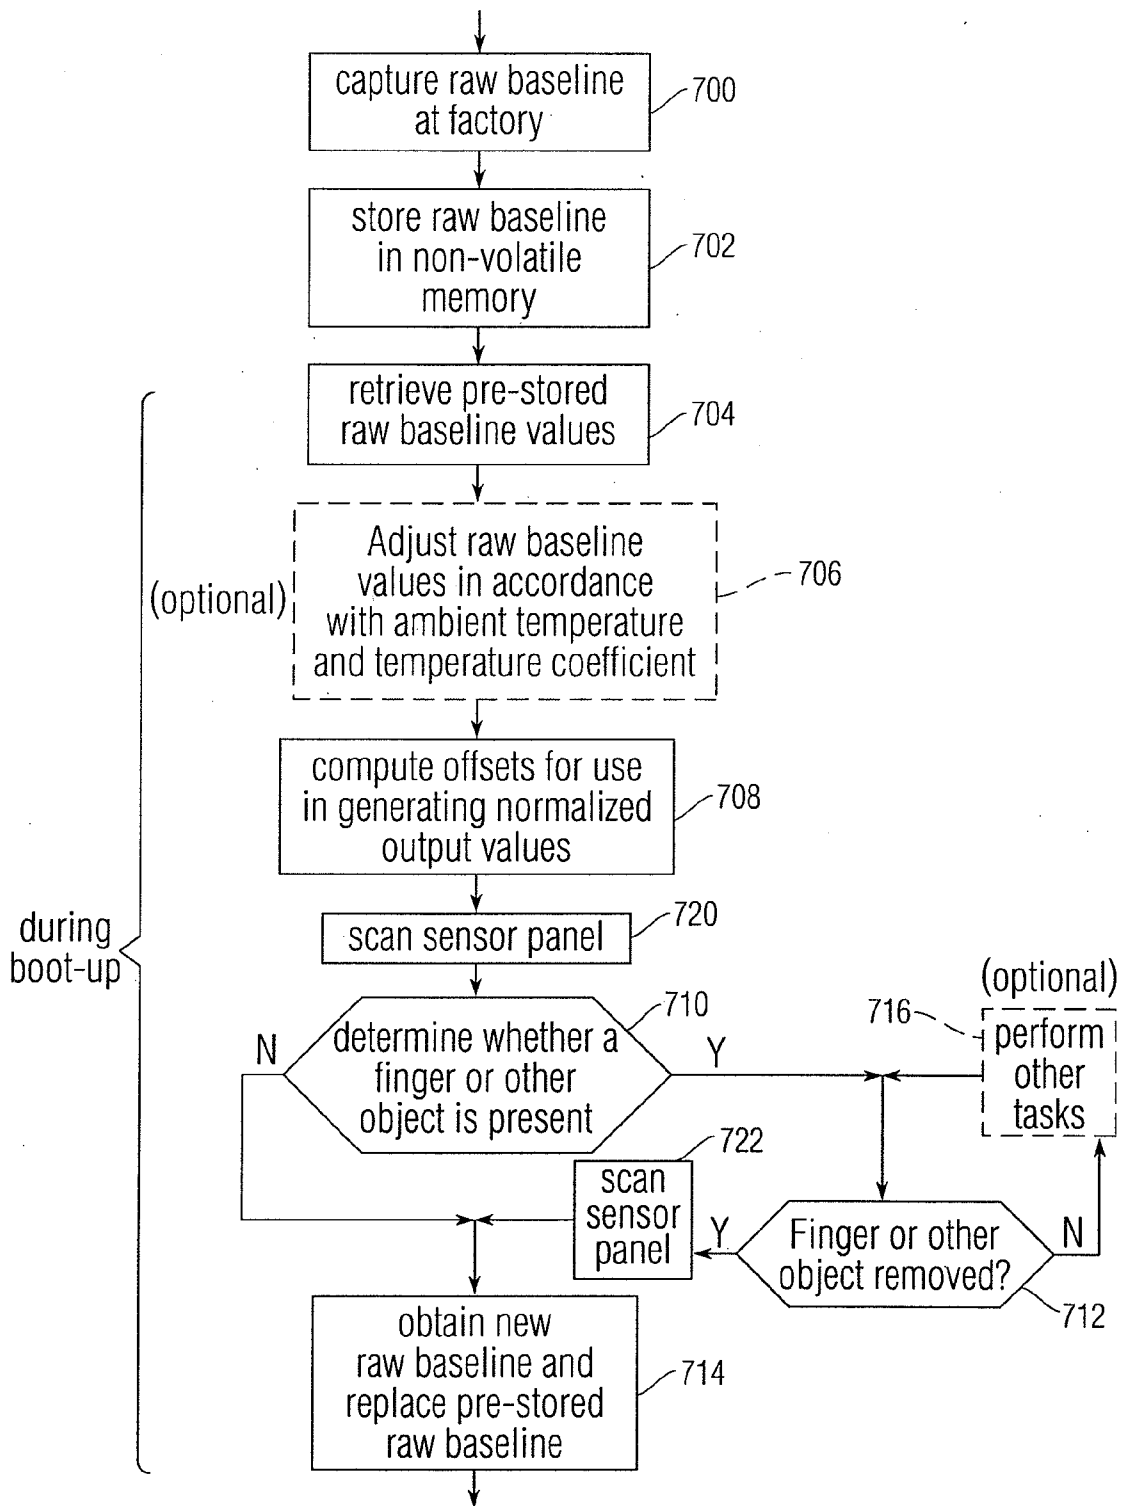 capture raw baseline
at factory
700
store raw baseline
in non-volatile
memory
702
retrieve pre-stored
raw baseline values
704
(optional)
Adjust raw baseline
values in accordance
with ambient temperature
and temperature coefficient
706
compute offsets for use
in generating normalized
output values
708
during
boot-up
scan sensor panel
720
determine whether a
finger or other
object is present
710
N
Y
(optional)
716
perform
other
tasks
722
scan
sensor
panel
Y
Finger or other
object removed?
N
712
obtain new
raw baseline and
replace pre-stored
raw baseline
714